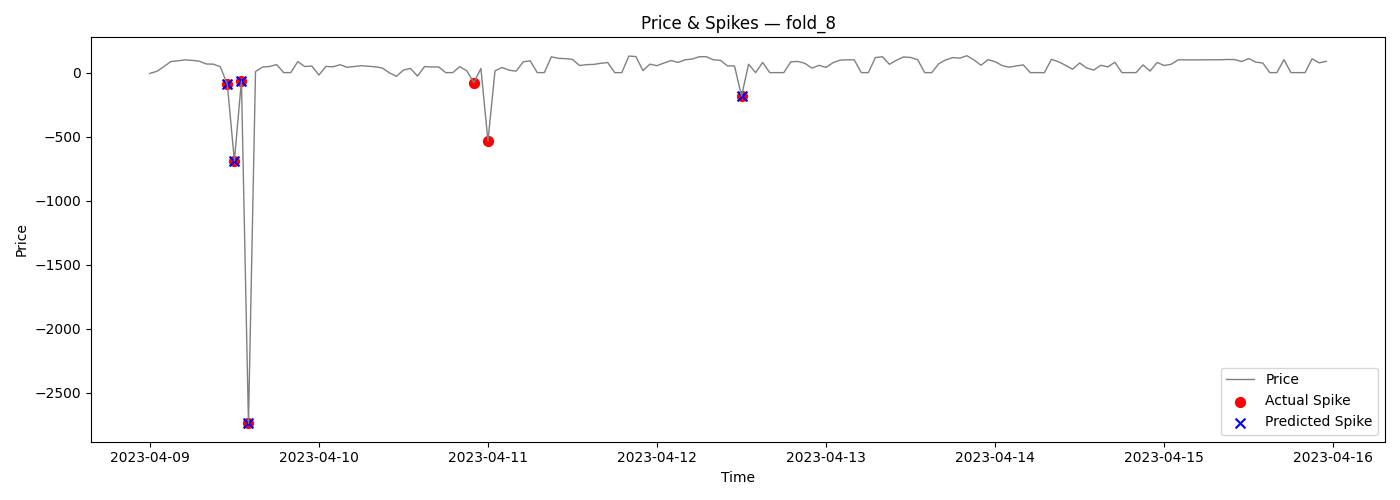 Price & Spikes — fold_8
Price
0
−500
−1000
−1500
−2000
−2500
2023-04-09
2023-04-10
2023-04-11
2023-04-12
2023-04-13
2023-04-14
2023-04-15
2023-04-16
Time
Price
Actual Spike
Predicted Spike